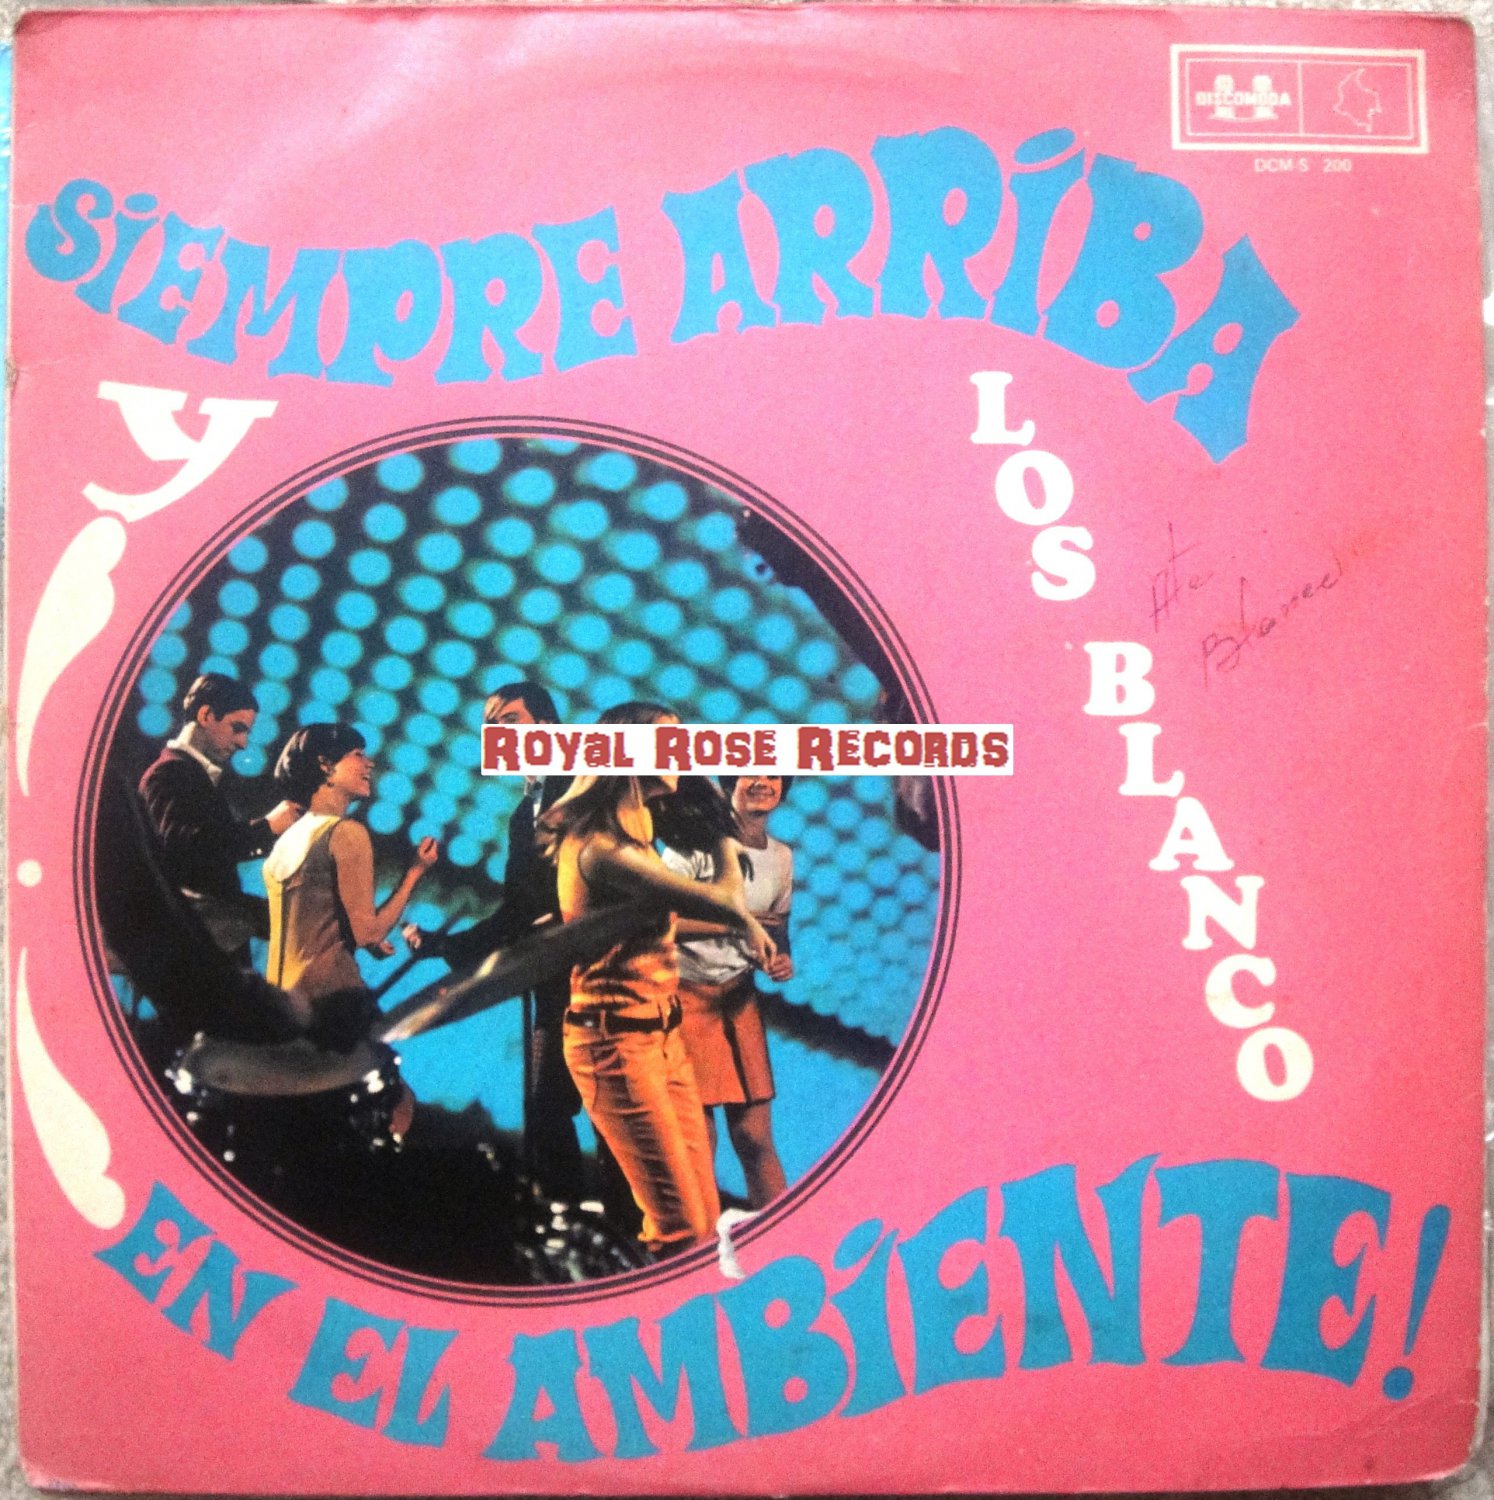 DISCOMODA
DCM-S 200
SiEMPRE ARRiBA
y
LOS BLANCO
ROYAL ROSE RECORDS
¡
EN EL AMBiENTE!